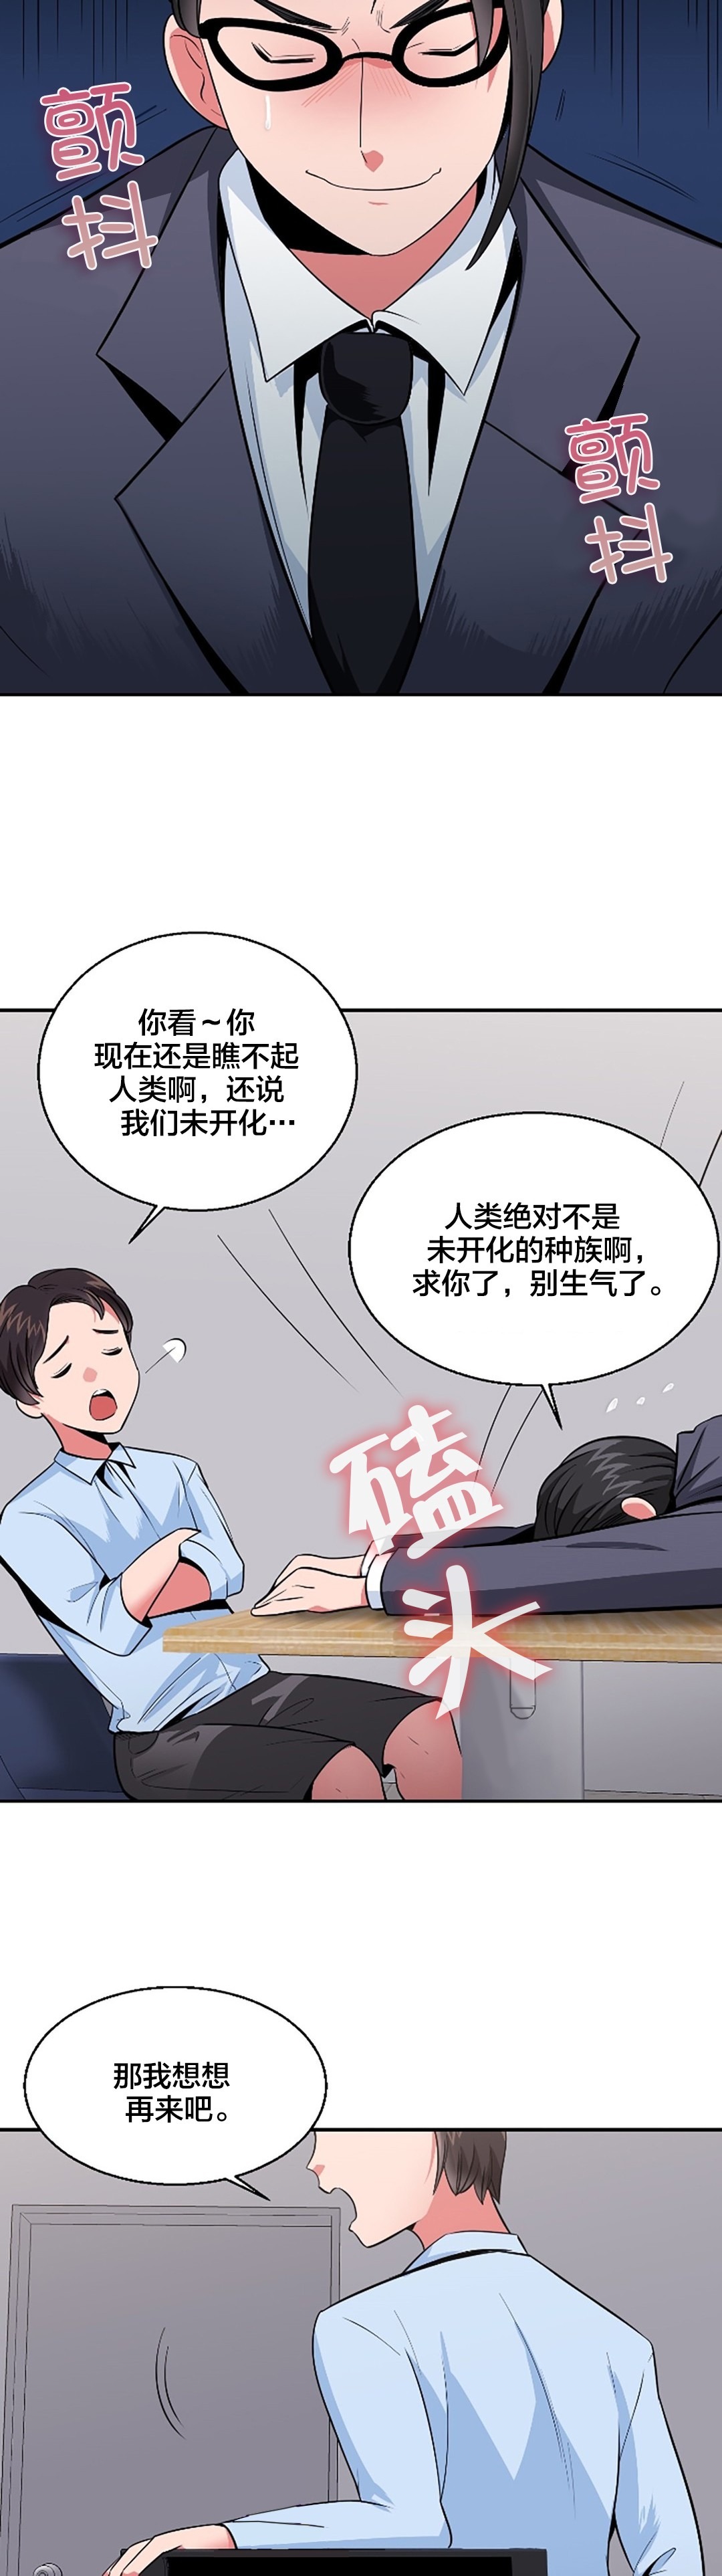 颤
抖
颤
抖
你看～你
现在还是瞧不起
人类啊，还说
我们未开化…
人类绝对不是
未开化的种族啊，
求你了，别生气了。
磕
头
那我想想
再来吧。